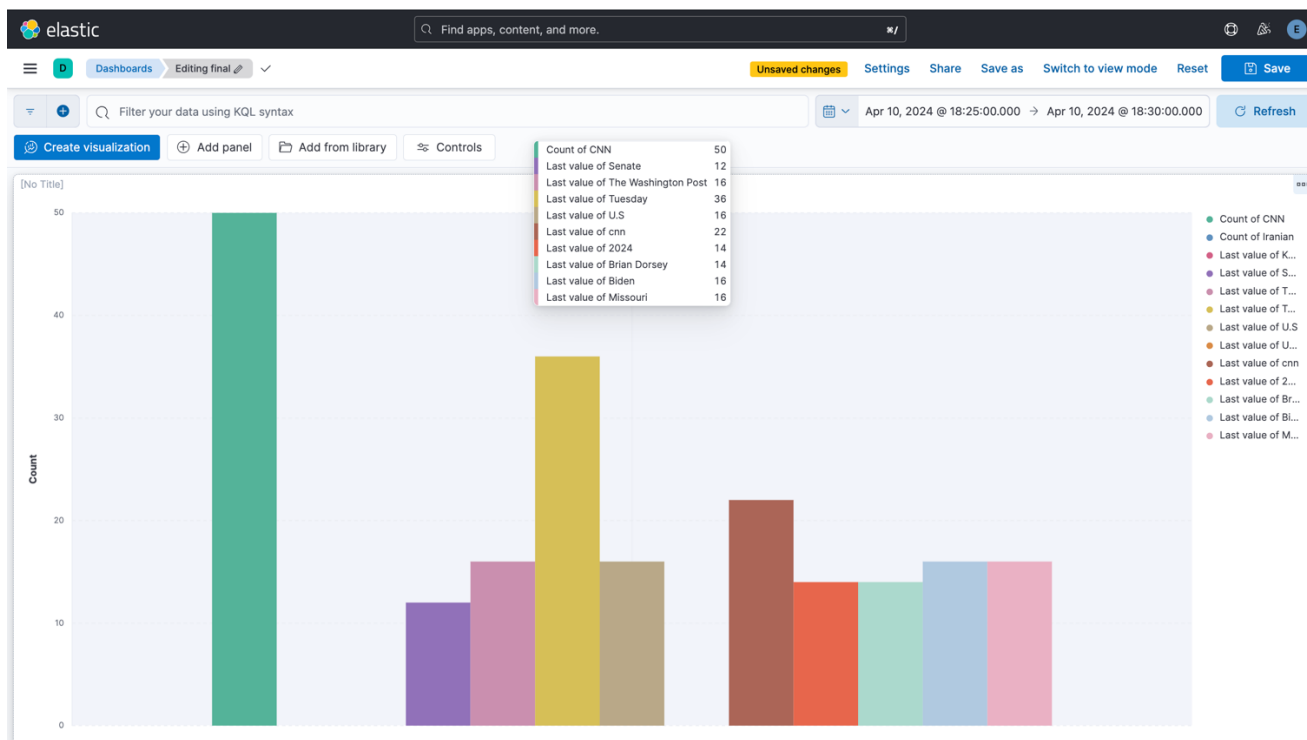 elastic
Find apps, content, and more.
⌘/
E
D
Dashboards
Editing final
Unsaved changes
Settings
Share
Save as
Switch to view mode
Reset
Save
Filter your data using KQL syntax
Apr 10, 2024 @ 18:25:00.000 → Apr 10, 2024 @ 18:30:00.000
Refresh
Create visualization
Add panel
Add from library
Controls
Count of CNN 50
Last value of Senate 12
Last value of The Washington Post 16
Last value of Tuesday 36
Last value of U.S 16
Last value of cnn 22
Last value of 2024 14
Last value of Brian Dorsey 14
Last value of Biden 16
Last value of Missouri 16
[No Title]
50
40
30
20
10
0
Count
Count of CNN
Count of Iranian
Last value of K...
Last value of S...
Last value of T...
Last value of T...
Last value of U.S
Last value of U...
Last value of cnn
Last value of 2...
Last value of Br...
Last value of Bi...
Last value of M...